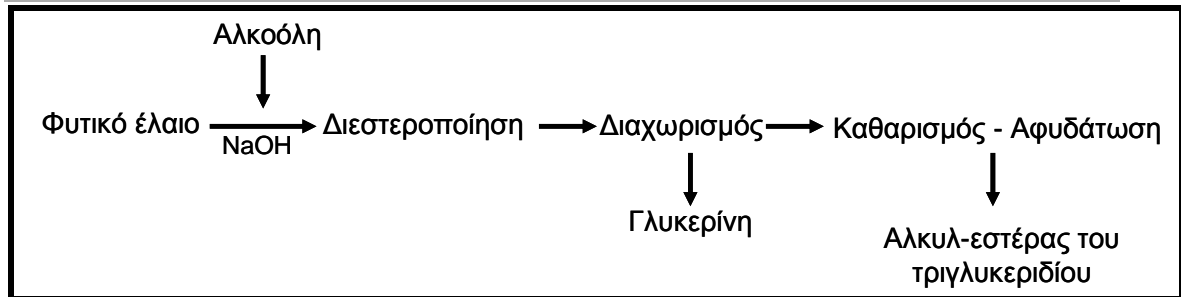 Αλκοόλη
Φυτικό έλαιο NaOH Διεστεροποίηση Διαχωρισμός Καθαρισμός - Αφυδάτωση
Γλυκερίνη
Αλκυλ-εστέρας του
τριγλυκεριδίου